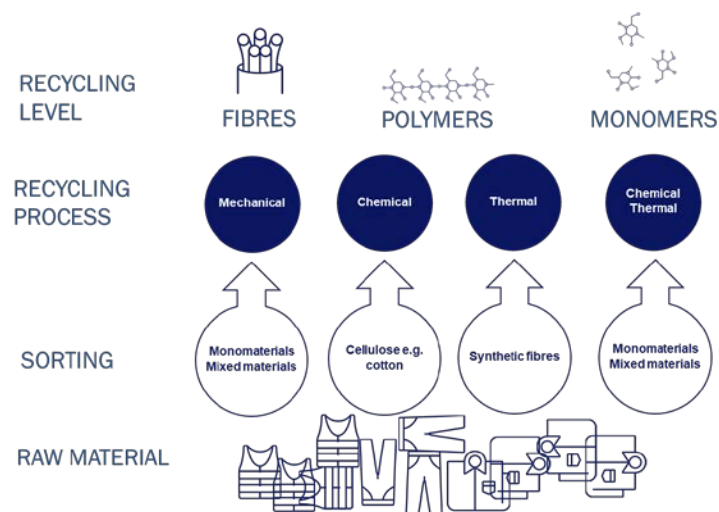 RECYCLING
LEVEL
FIBRES
POLYMERS
MONOMERS
RECYCLING
PROCESS
Mechanical
Chemical
Thermal
Chemical
Thermal
SORTING
Monomaterials
Mixed materials
Cellulose e.g.
cotton
Synthetic fibres
Monomaterials
Mixed materials
RAW MATERIAL